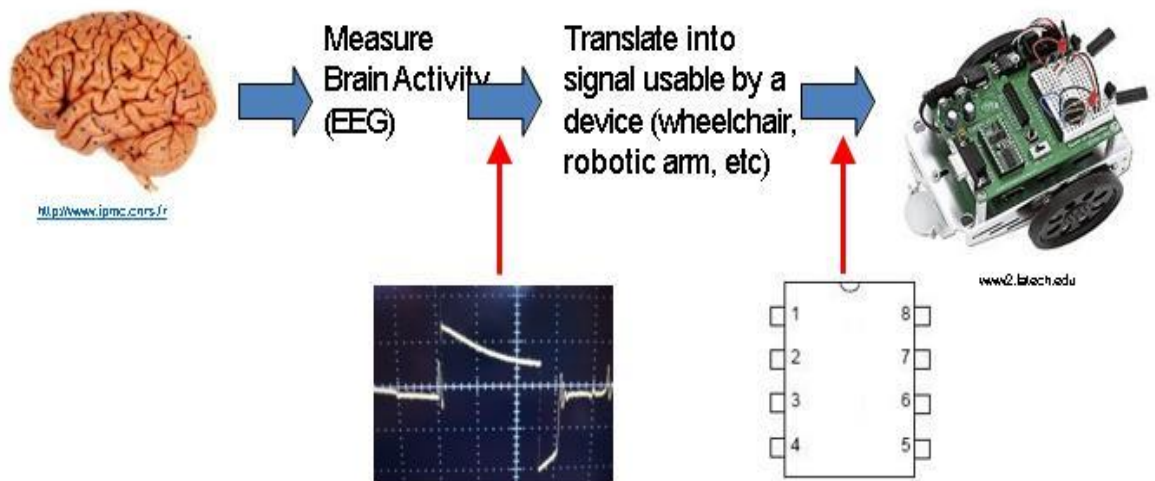 Measure
Brain Activity
(EEG)
Translate into
signal usable by a
device (wheelchair,
robotic arm, etc)
http://www.ipmc.cnrs.fr
www2.latech.edu
1 8
2 7
3 6
4 5